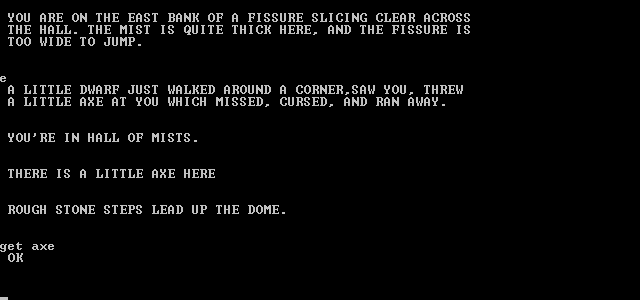 YOU ARE ON THE EAST BANK OF A FISSURE SLICING CLEAR ACROSS
THE HALL. THE MIST IS QUITE THICK HERE, AND THE FISSURE IS
TOO WIDE TO JUMP.
e
A LITTLE DWARF JUST WALKED AROUND A CORNER,SAW YOU, THREW
A LITTLE AXE AT YOU WHICH MISSED, CURSED, AND RAN AWAY.
YOU'RE IN HALL OF MISTS.
THERE IS A LITTLE AXE HERE
ROUGH STONE STEPS LEAD UP THE DOME.
get axe
OK